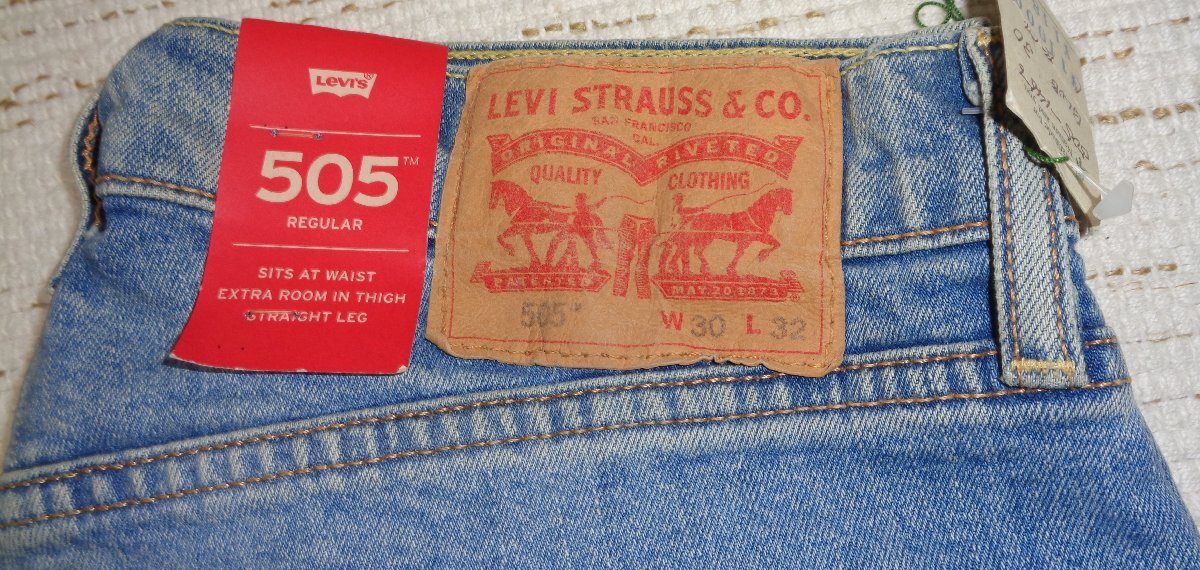 Levi's®
505™
REGULAR
SITS AT WAIST
EXTRA ROOM IN THIGH
STRAIGHT LEG
LEVI STRAUSS & CO.
SAN FRANCISCO
CAL.
ORIGINAL RIVETED
QUALITY CLOTHING
PATENTED MAY 20 1873
505™ W 30 L 32